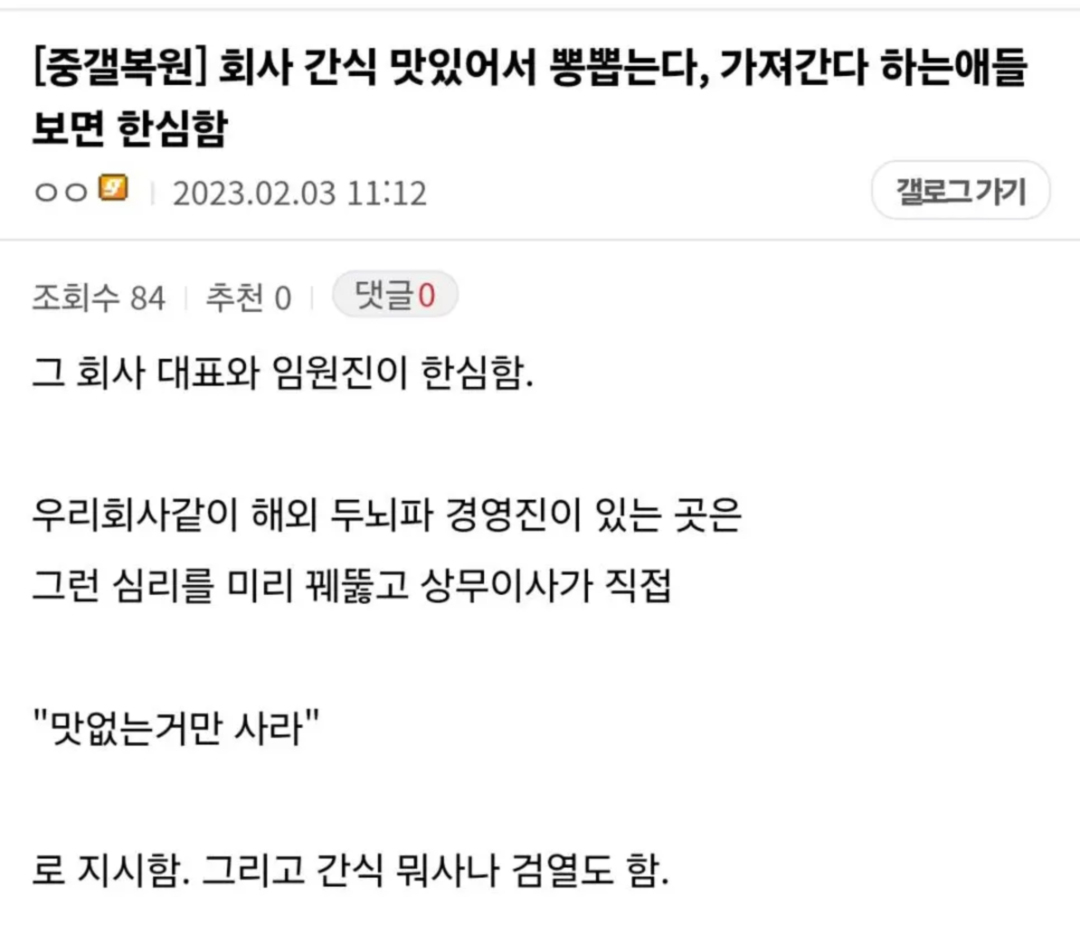 [중갤복원] 회사 간식 맛있어서 뽕뽑는다, 가져간다 하는애들
보면 한심함
ㅇㅇ g 2023.02.03 11:12
갤로그 가기
조회수 84 추천 0 댓글 0
그 회사 대표와 임원진이 한심함.
우리회사같이 해외 두뇌파 경영진이 있는 곳은
그런 심리를 미리 꿰뚫고 상무이사가 직접
"맛없는거만 사라"
로 지시함. 그리고 간식 뭐사나 검열도 함.